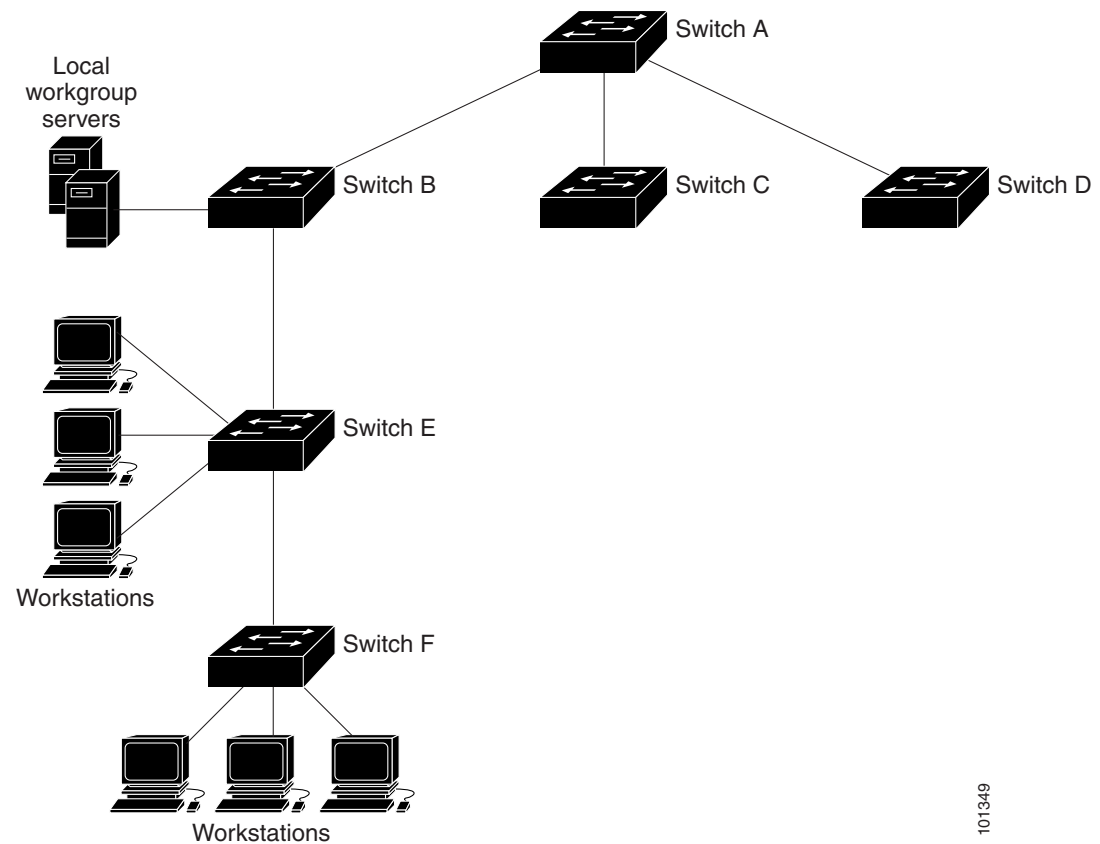 Switch A
Local
workgroup
servers
Switch B
Switch C
Switch D
Switch E
Workstations
Switch F
Workstations
101349